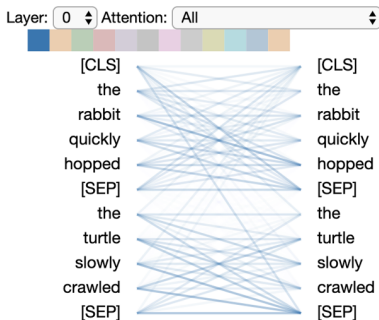 Layer: 0 Attention: All
[CLS] [CLS]
the the
rabbit rabbit
quickly quickly
hopped hopped
[SEP] [SEP]
the the
turtle turtle
slowly slowly
crawled crawled
[SEP] [SEP]